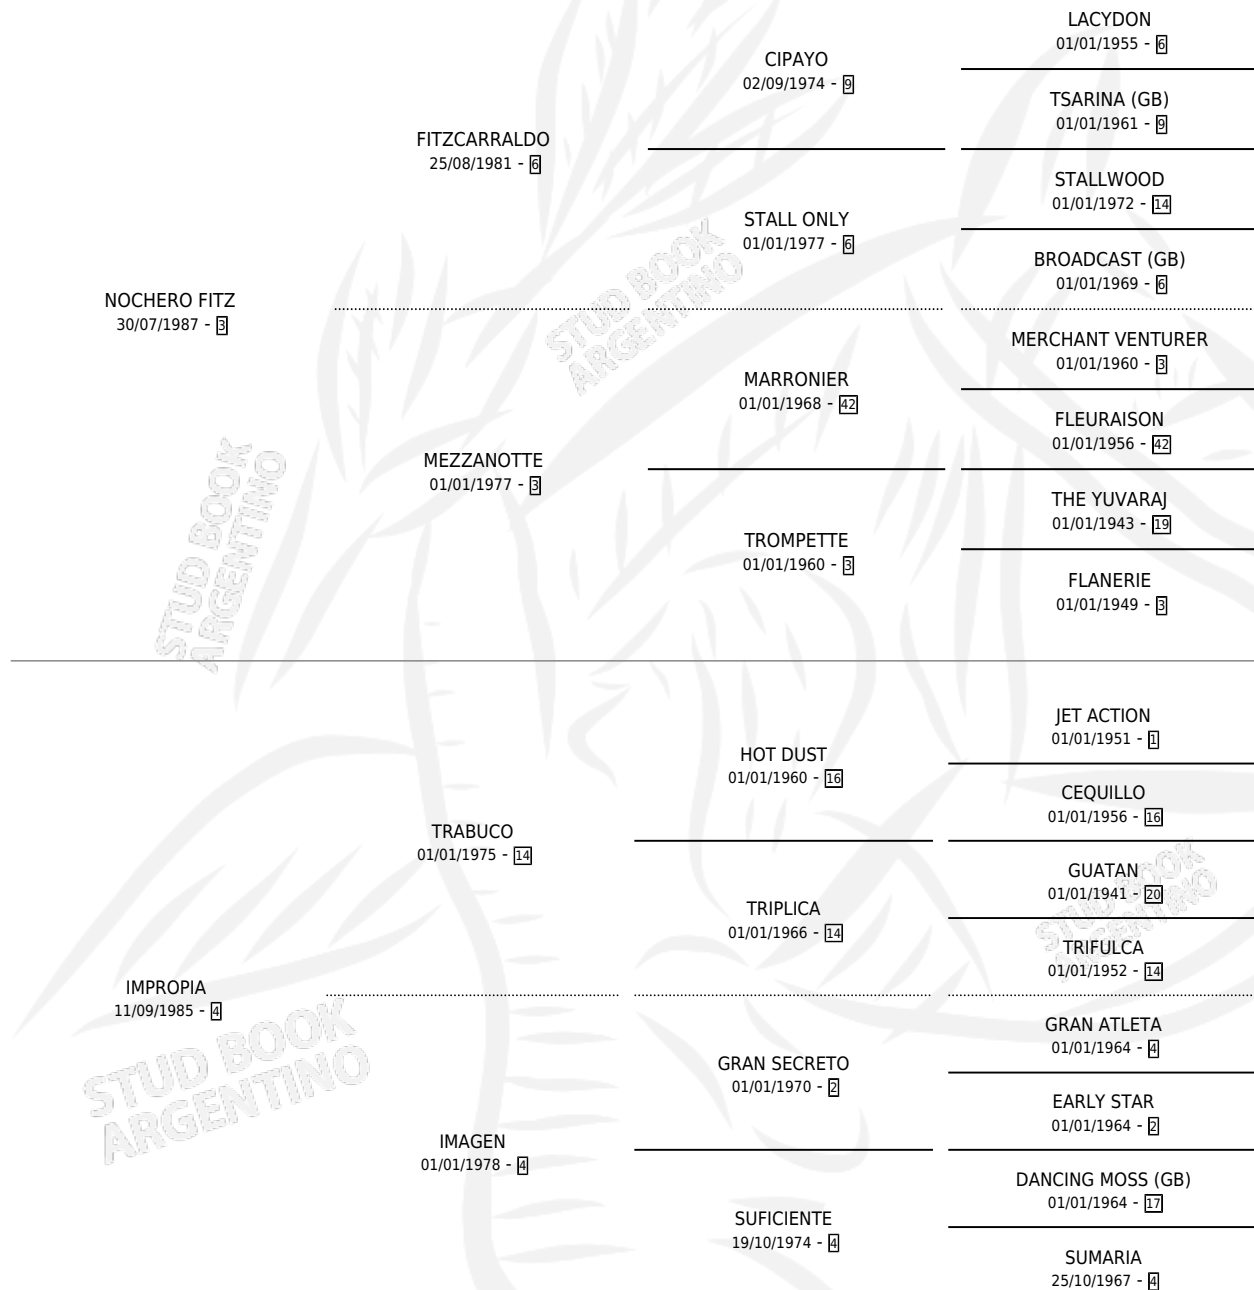 LACYDON
01/01/1955 - 6
CIPAYO
02/09/1974 - 9
TSARINA (GB)
01/01/1961 - 9
FITZCARRALDO
25/08/1981 - 6
STALLWOOD
01/01/1972 - 14
STALL ONLY
01/01/1977 - 6
BROADCAST (GB)
01/01/1969 - 6
NOCHERO FITZ
30/07/1987 - 3
MERCHANT VENTURER
01/01/1960 - 3
MARRONIER
01/01/1968 - 42
FLEURAISON
01/01/1956 - 42
MEZZANOTTE
01/01/1977 - 3
THE YUVARAJ
01/01/1943 - 19
TROMPETTE
01/01/1960 - 3
FLANERIE
01/01/1949 - 3
JET ACTION
01/01/1951 - 1
HOT DUST
01/01/1960 - 16
CEQUILLO
01/01/1956 - 16
TRABUCO
01/01/1975 - 14
GUATAN
01/01/1941 - 20
TRIPLICA
01/01/1966 - 14
TRIFULCA
01/01/1952 - 14
IMPROPIA
11/09/1985 - 4
GRAN ATLETA
01/01/1964 - 4
GRAN SECRETO
01/01/1970 - 2
EARLY STAR
01/01/1964 - 2
IMAGEN
01/01/1978 - 4
DANCING MOSS (GB)
01/01/1964 - 17
SUFICIENTE
19/10/1974 - 4
SUMARIA
25/10/1967 - 4
STUD BOOK
ARGENTINO
STUD BOOK
ARGENTINO
STUD BOOK
ARGENTINO
STUD BOOK
ARGENTINO